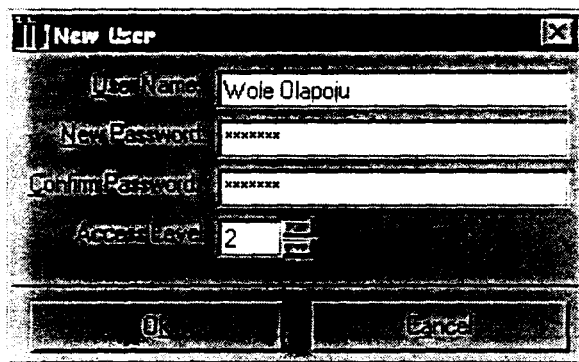 New User
User Name: Wole Olapoju
New Password: *******
Confirm Password: *******
Access Level: 2
OK Cancel